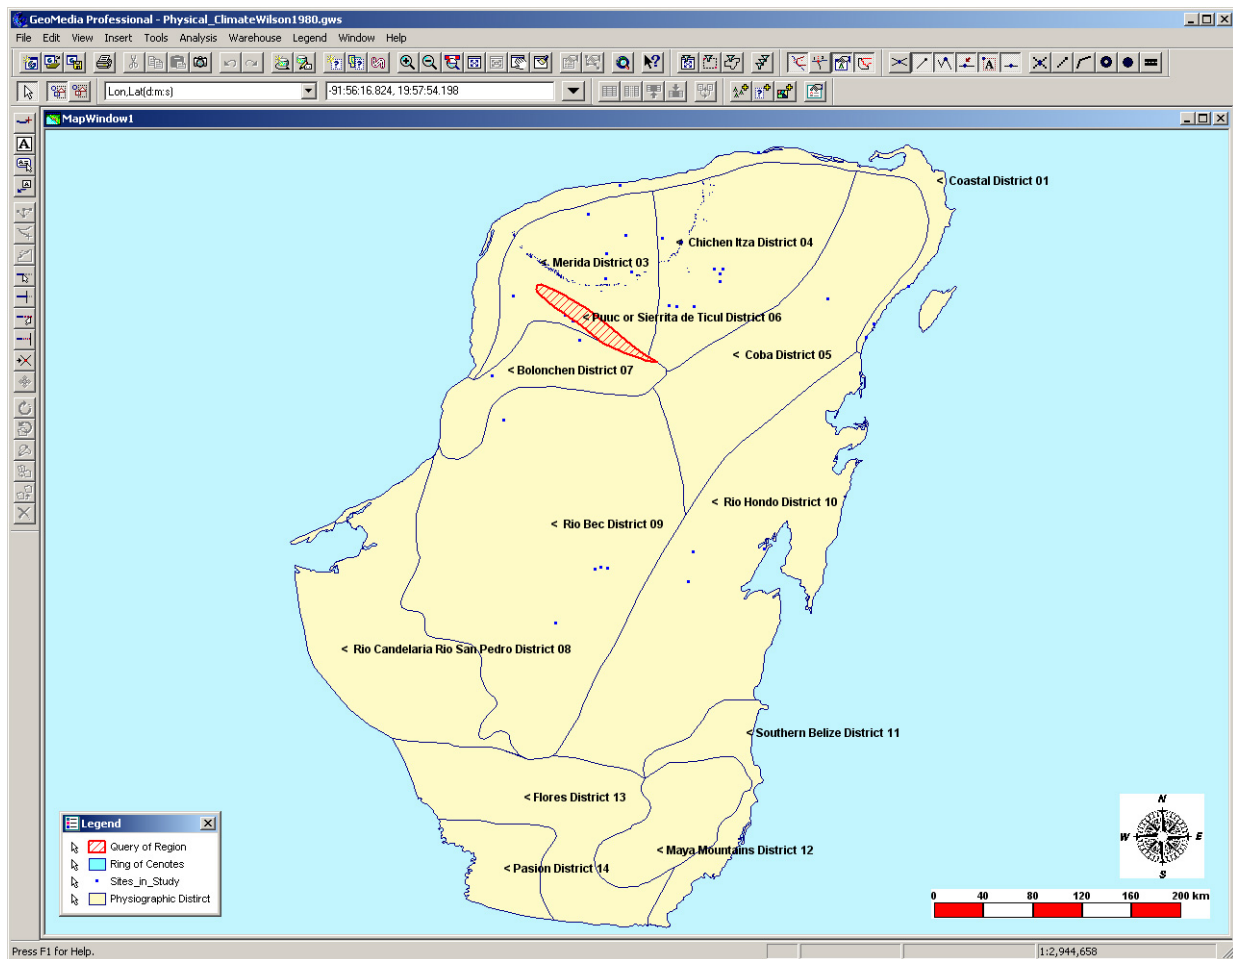 GeoMedia Professional - Physical_ClimateWilson1980.gws
File Edit View Insert Tools Analysis Warehouse Legend Window Help
Lon,Lat(d:m:s) -91:56:16.824, 19:57:54.198
MapWindow1
< Coastal District 01
< Chichen Itza District 04
< Merida District 03
< Puuc or Sierrita de Ticul District 06
< Coba District 05
< Bolonchen District 07
< Rio Hondo District 10
< Rio Bec District 09
< Rio Candelaria Rio San Pedro District 08
< Southern Belize District 11
< Flores District 13
< Maya Mountains District 12
< Pasion District 14
Legend
Query of Region
Ring of Cenotes
Sites_in_Study
Physiographic Distirct
N
W E
S
0 40 80 120 160 200 km
Press F1 for Help.
1:2,944,658